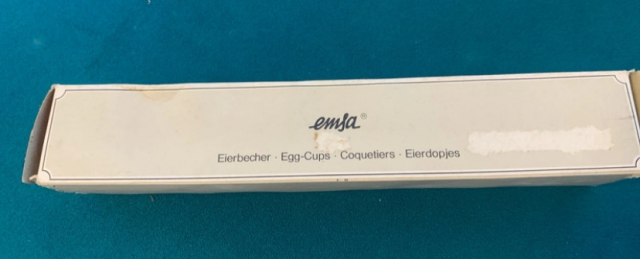 emsa®
Eierbecher · Egg-Cups · Coquetiers · Eierdopjes